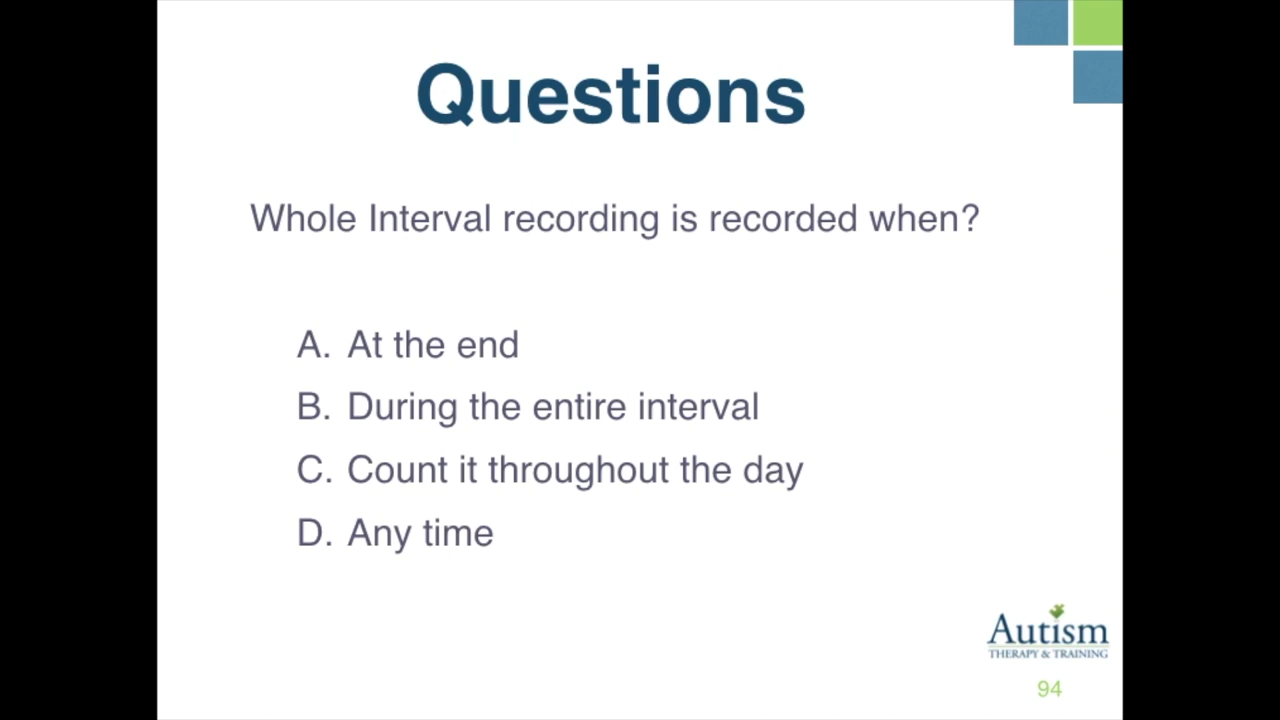 Questions
Whole Interval recording is recorded when?
A. At the end
B. During the entire interval
C. Count it throughout the day
D. Any time
Autism
THERAPY & TRAINING
94